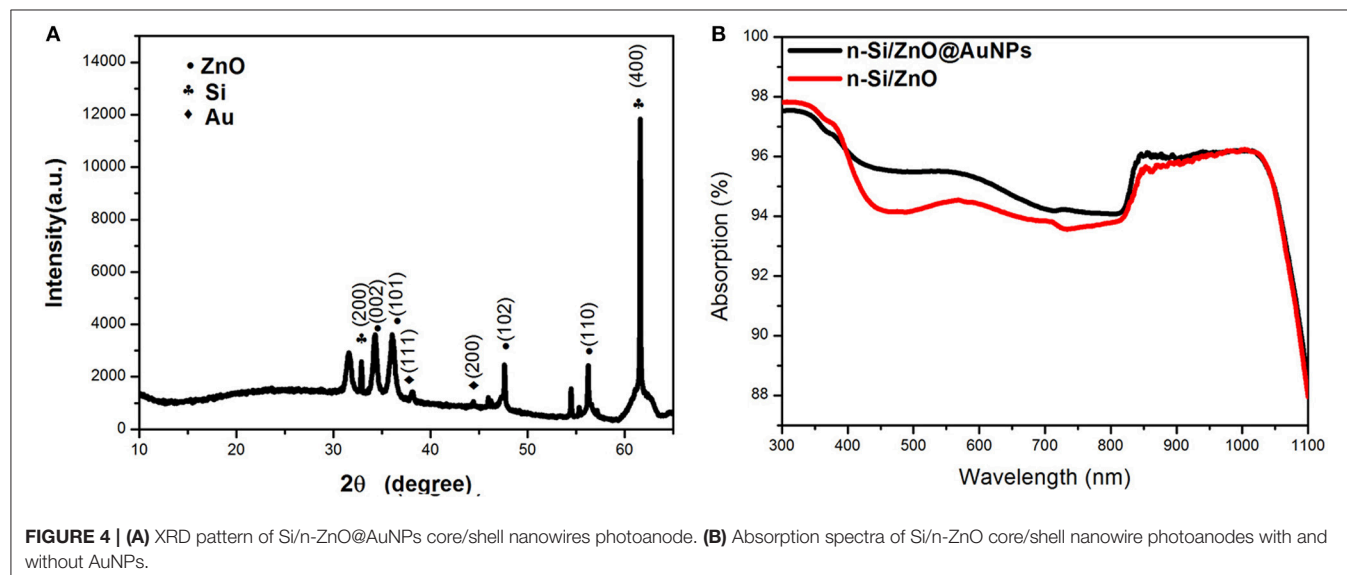 A
14000
12000
10000
8000
6000
4000
2000
0
Intensity(a.u.)
• ZnO
♣ Si
♦ Au
♣ (200)
•(002)
•(101)
♦(111)
♦(200)
•(102)
•(110)
♣ (400)
10 20 30 40 50 60
2θ (degree)
B
100
98
96
94
92
90
88
Absorption (%)
n-Si/ZnO@AuNPs
n-Si/ZnO
300 400 500 600 700 800 900 1000 1100
Wavelength (nm)
FIGURE 4 | (A) XRD pattern of Si/n-ZnO@AuNPs core/shell nanowires photoanode. (B) Absorption spectra of Si/n-ZnO core/shell nanowire photoanodes with and
without AuNPs.